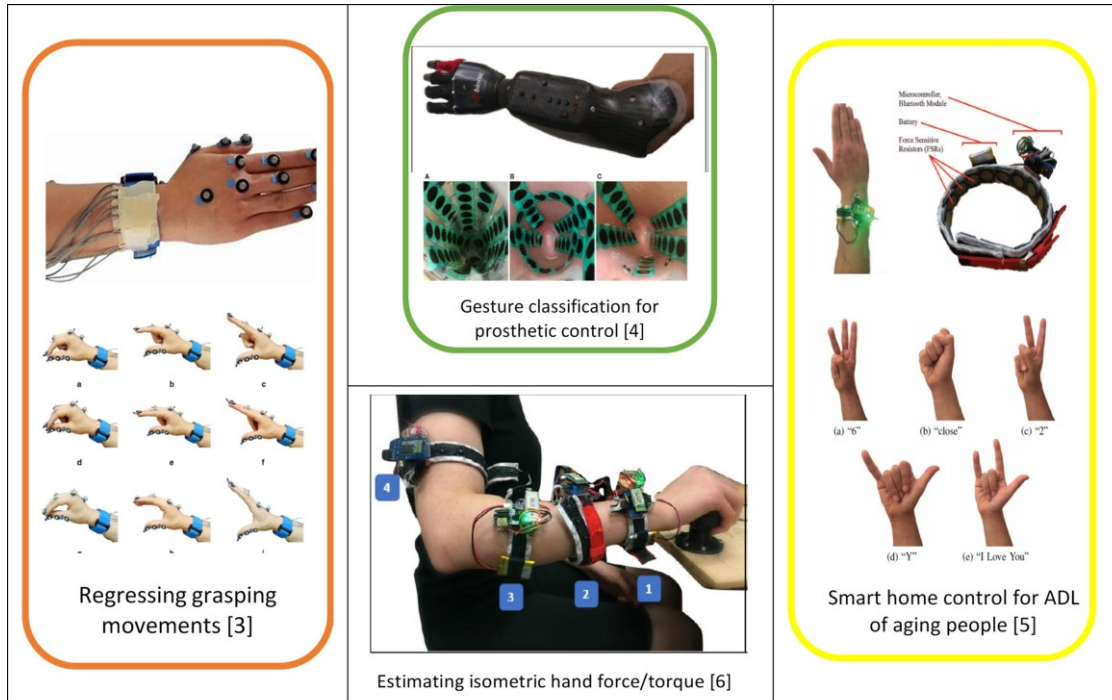 a
b
c
d
e
f
Regressing grasping
movements [3]
A
B
C
Gesture classification for
prosthetic control [4]
4
3
2
1
Estimating isometric hand force/torque [6]
Microcontroller,
Bluetooth Module
Battery
Force Sensitive
Resistors (FSRs)
(a) "6"
(b) "close"
(c) "2"
(d) "Y"
(e) "I Love You"
Smart home control for ADL
of aging people [5]